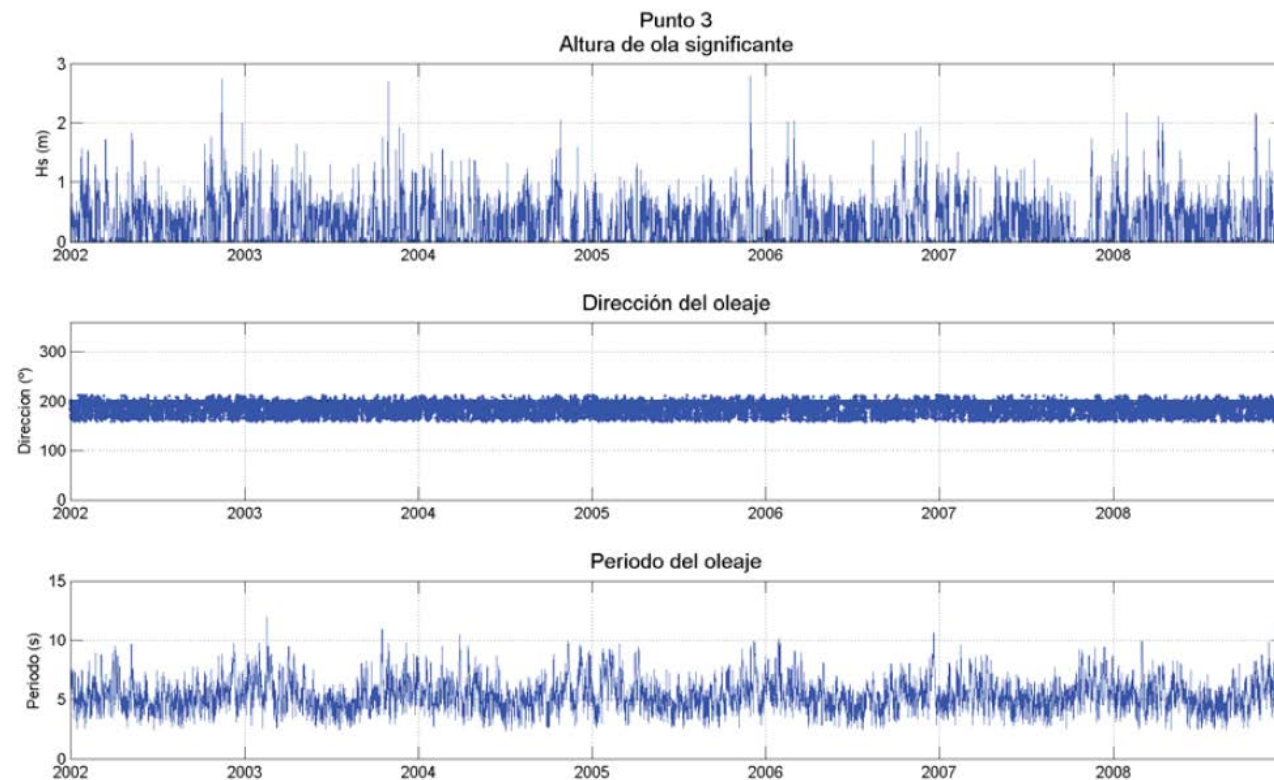 Punto 3
Altura de ola significante
Hs (m)
3
2
1
0
2002 2003 2004 2005 2006 2007 2008
Dirección del oleaje
Direccion (º)
300
200
100
0
2002 2003 2004 2005 2006 2007 2008
Periodo del oleaje
Periodo (s)
15
10
5
0
2002 2003 2004 2005 2006 2007 2008